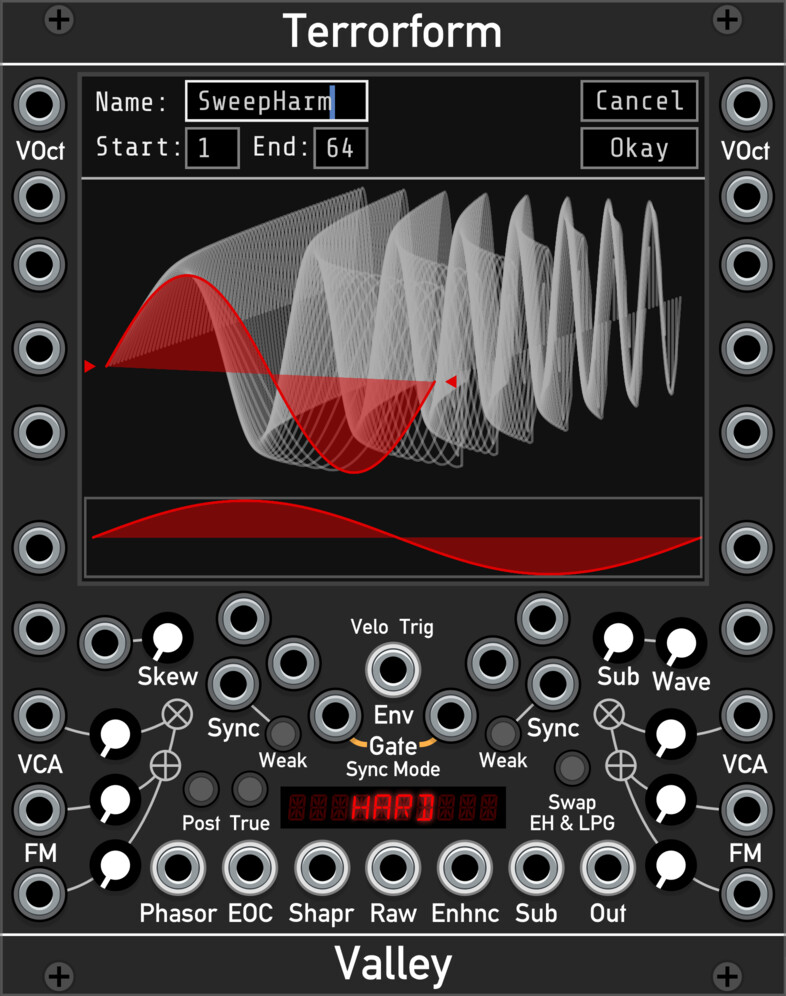 Terrorform
Name: SweepHarm Cancel
Start: 1 End: 64 Okay
VOct VOct
Velo Trig
Skew Sub Wave
Sync Env Sync
Weak Gate Weak
VCA Sync Mode VCA
Post True HARD Swap
EH & LPG
FM FM
Phasor EOC Shapr Raw Enhnc Sub Out
Valley